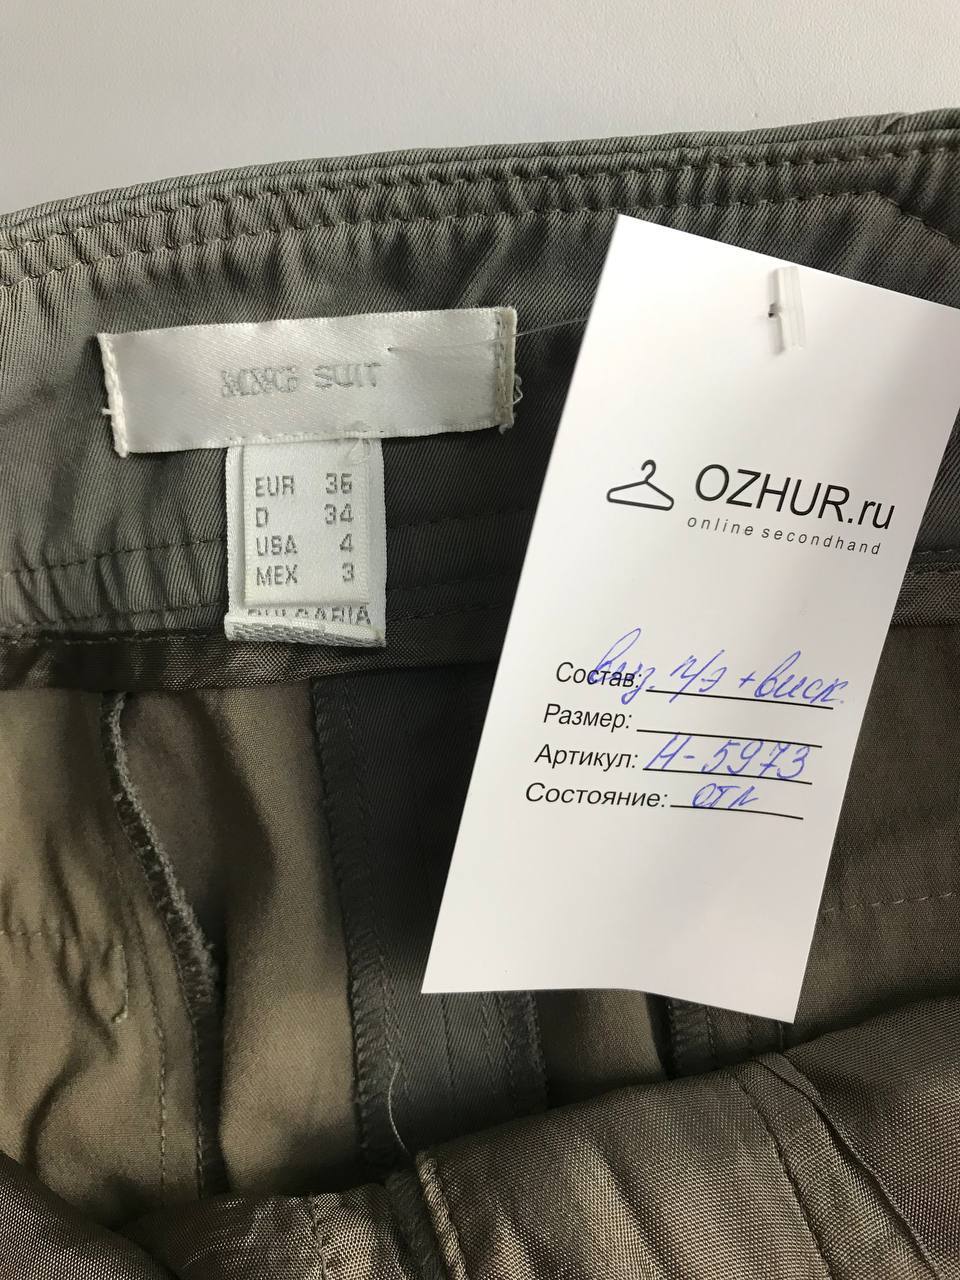 MNG SUIT
EUR 36
D 34
USA 4
MEX 3
BULGARIA
OZHUR.ru
online secondhand
Состав: виз. п/э + виск.
Размер:
Артикул: Н-5973
Состояние: отл